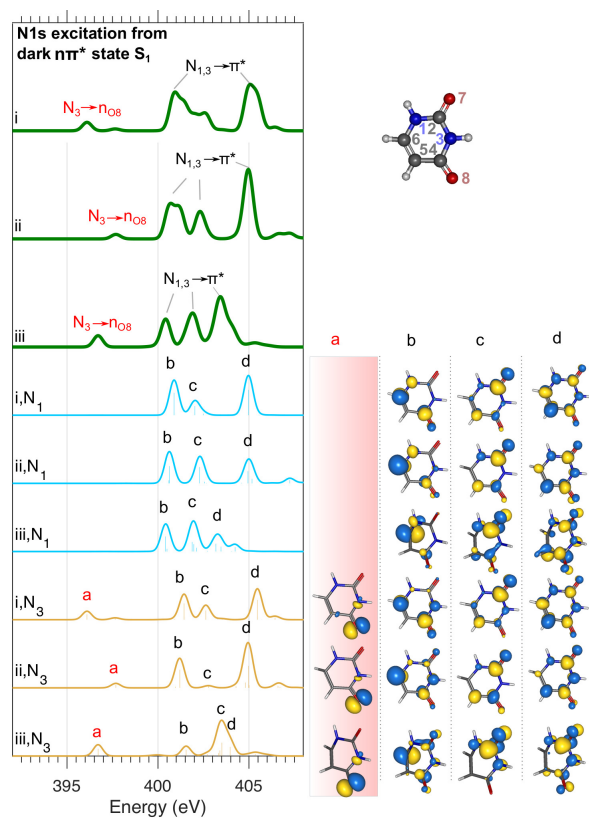 N1s excitation from
dark nπ* state S₁
N₁,₃→π*
N₃→nO8
i
N₁,₃→π*
N₃→nO8
ii
N₁,₃→π*
N₃→nO8
iii
7
1 2
6 3
5 4
8
a b c d
b c d
i,N₁
b c d
ii,N₁
b c d
iii,N₁
a b c d
i,N₃
a b c d
ii,N₃
a b c d
iii,N₃
395 400 405
Energy (eV)